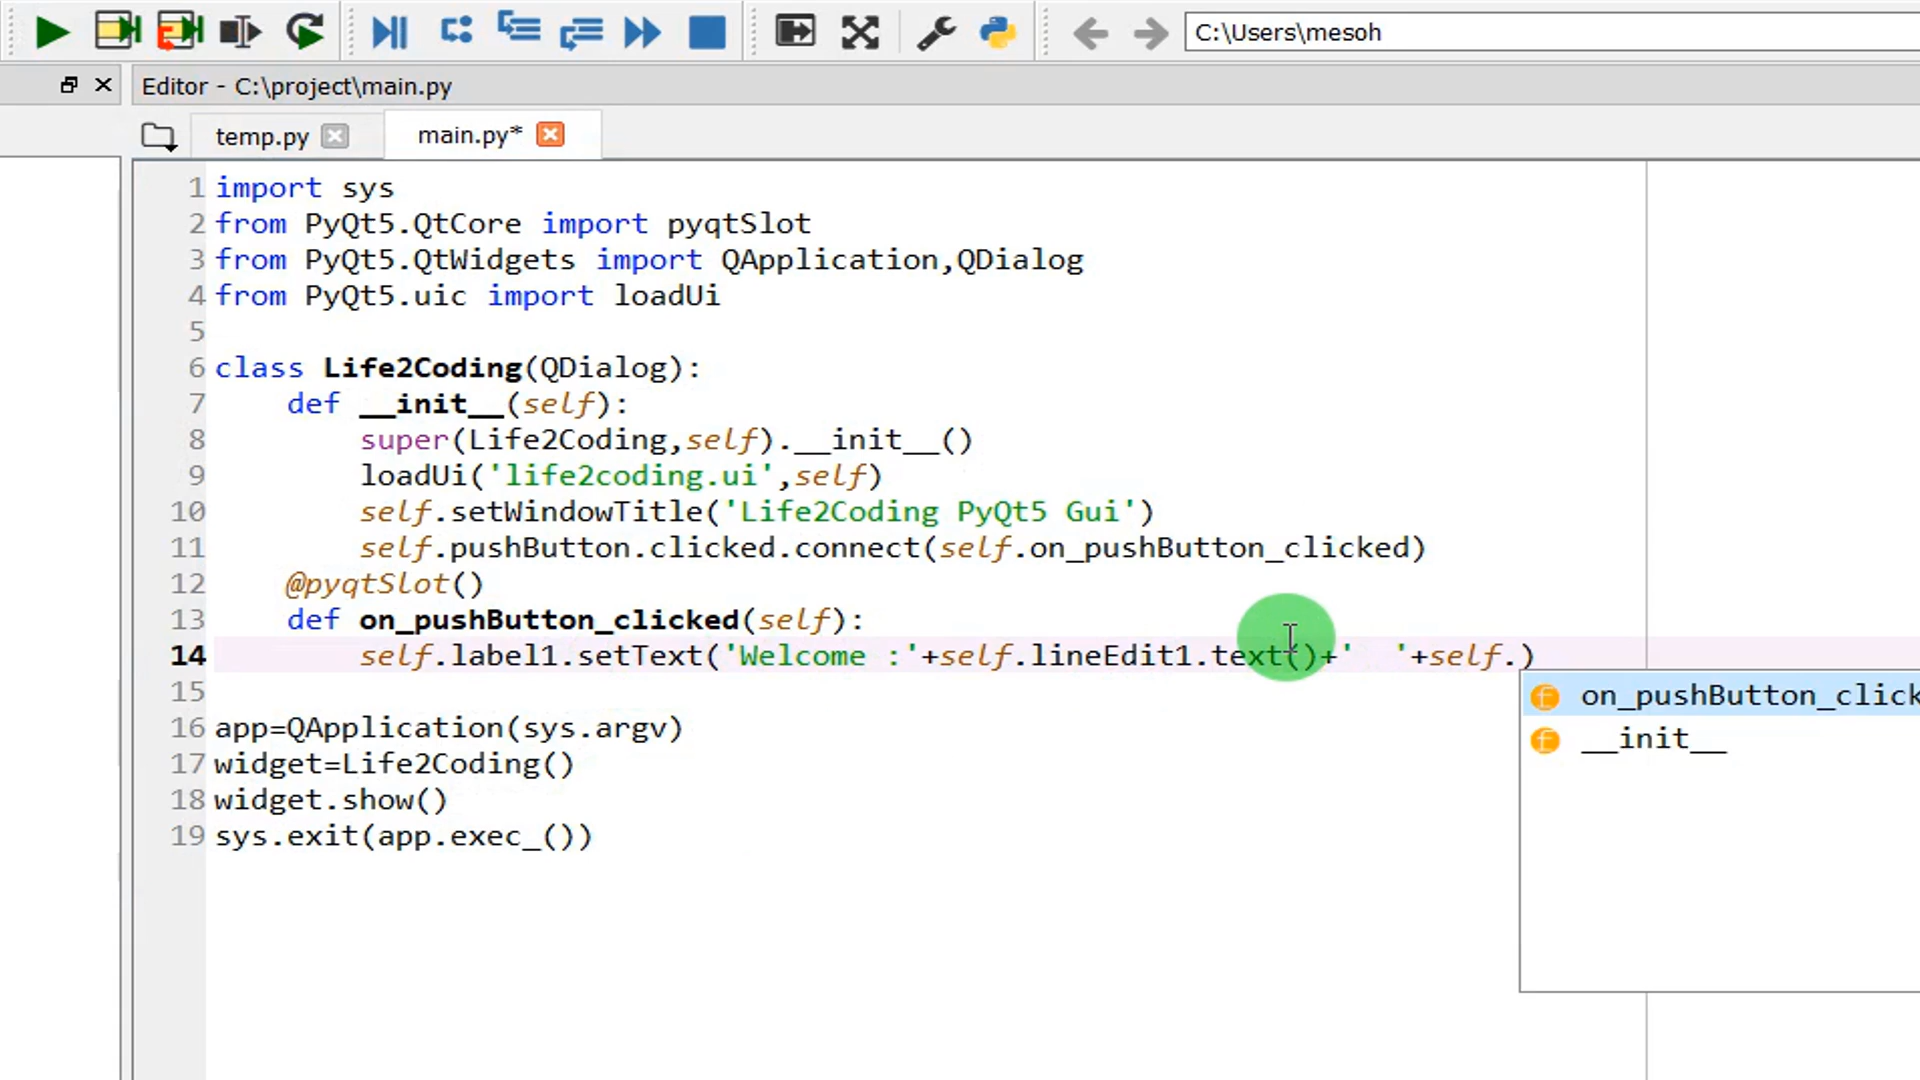 C:\Users\mesoh
Editor - C:\project\main.py
temp.py
main.py*
1 import sys
2 from PyQt5.QtCore import pyqtSlot
3 from PyQt5.QtWidgets import QApplication,QDialog
4 from PyQt5.uic import loadUi
5
6 class Life2Coding(QDialog):
7     def __init__(self):
8         super(Life2Coding,self).__init__()
9         loadUi('life2coding.ui',self)
10         self.setWindowTitle('Life2Coding PyQt5 Gui')
11         self.pushButton.clicked.connect(self.on_pushButton_clicked)
12     @pyqtSlot()
13     def on_pushButton_clicked(self):
14         self.label1.setText('Welcome :'+self.lineEdit1.text()+'  '+self.)
on_pushButton_click
__init__
15
16 app=QApplication(sys.argv)
17 widget=Life2Coding()
18 widget.show()
19 sys.exit(app.exec_())